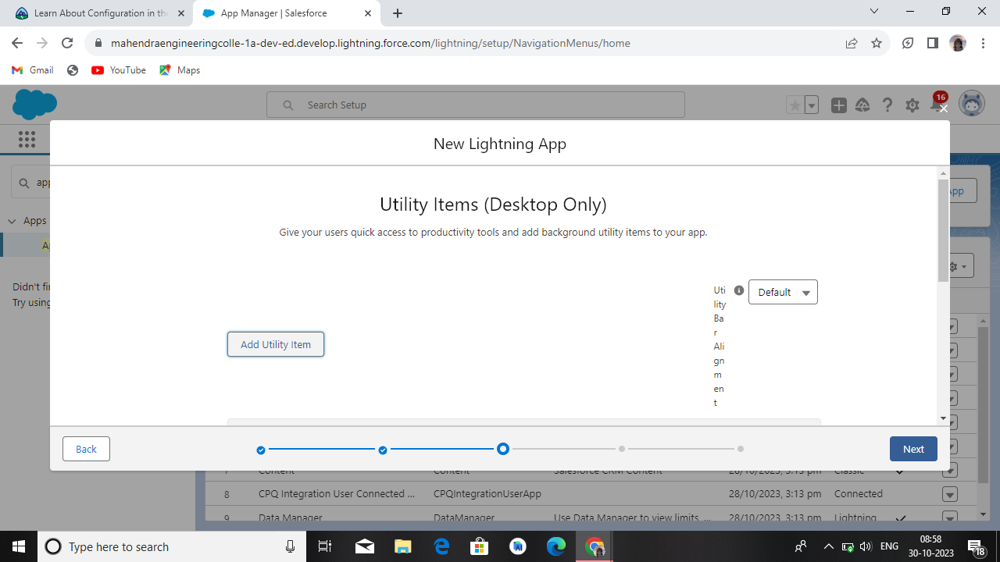 Learn About Configuration in the
App Manager | Salesforce
mahendraengineeringcolle-1a-dev-ed.develop.lightning.force.com/lightning/setup/NavigationMenus/home
Gmail
YouTube
Maps
Search Setup
16
New Lightning App
app
App
Utility Items (Desktop Only)
Give your users quick access to productivity tools and add background utility items to your app.
Apps
Didn't fin
Try using
Uti
lity
Ba
r
Ali
gn
m
en
t
Default
Add Utility Item
Back
Next
7 Content Content Salesforce CRM Content 28/10/2023, 3:13 pm Classic
8 CPQ Integration User Connected ... CPQIntegrationUserApp 28/10/2023, 3:13 pm Connected
9 Data Manager DataManager Use Data Manager to view limits, ... 28/10/2023, 3:13 pm Lightning
Type here to search
ENG
08:58
30-10-2023
18